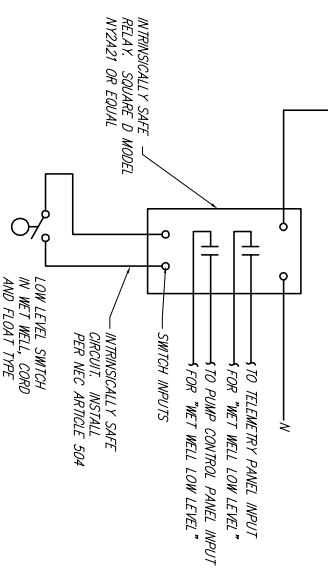 INTRINSICALLY SAFE
RELAY. SQUARE D MODEL
NY2A21 OR EQUAL
N
TO TELEMETRY PANEL INPUT
FOR "WET WELL LOW LEVEL"
TO PUMP CONTROL PANEL INPUT
FOR "WET WELL LOW LEVEL"
SWITCH INPUTS
INTRINSICALLY SAFE
CIRCUIT. INSTALL
PER NEC ARTICLE 504
LOW LEVEL SWITCH
IN WET WELL, CORD
AND FLOAT TYPE